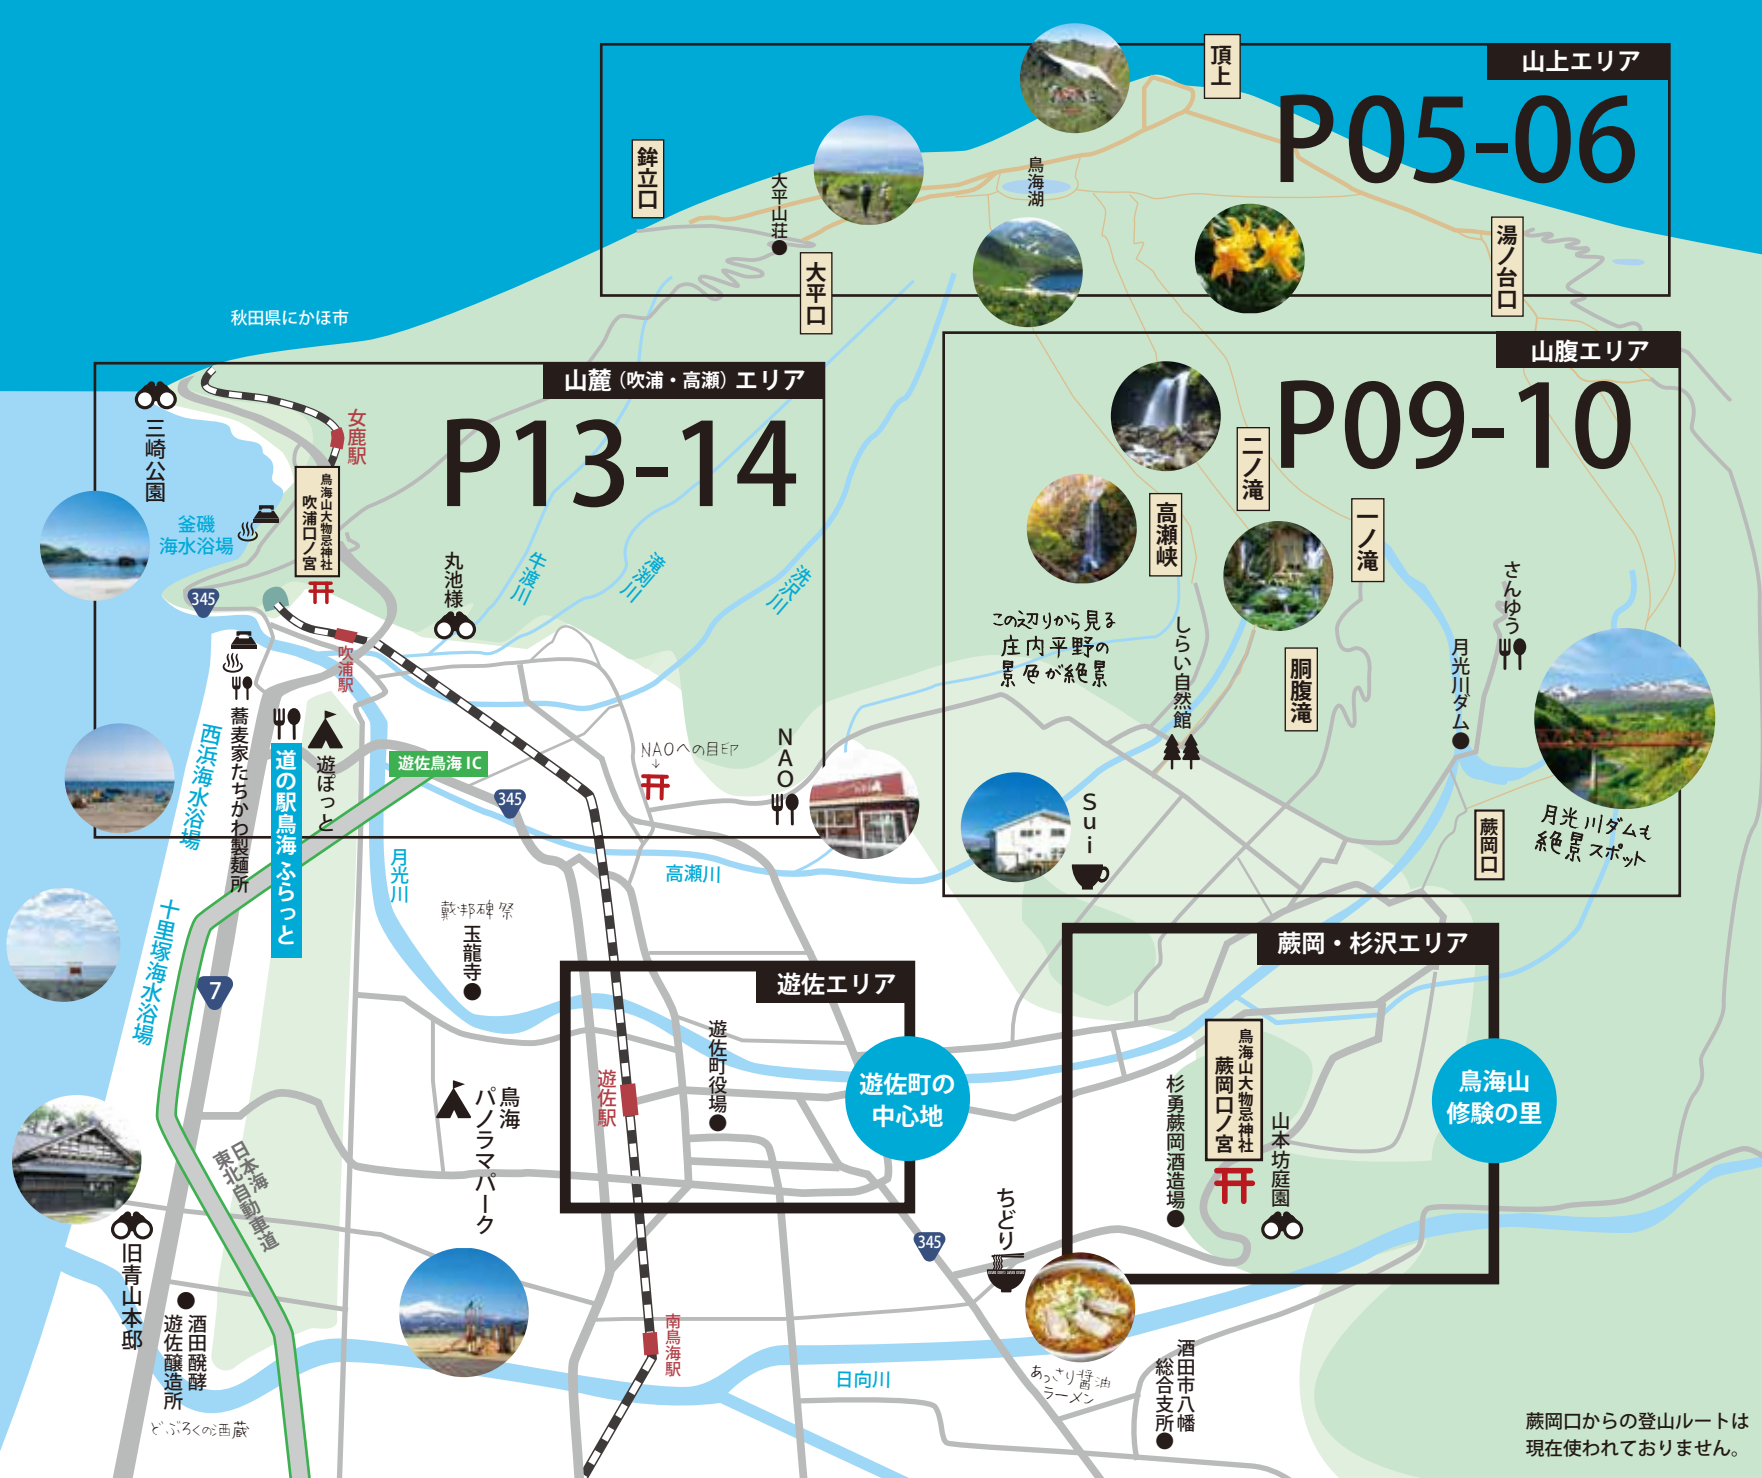 山上エリア
P05-06
頂上
鉾立口
大平山荘
大平口
鳥海湖
湯ノ台口
秋田県にかほ市
山麓（吹浦・高瀬）エリア
P13-14
三崎公園
女鹿駅
釜磯
海水浴場
鳥海山大物忌神社
吹浦口ノ宮
345
吹浦駅
丸池様
牛渡川
滝渕川
洗沢川
西浜海水浴場
蕎麦家たちかわ製麺所
道の駅鳥海 ふらっと
遊ぽっと
遊佐鳥海 IC
345
NAOへの目印
↓
NAO
山腹エリア
P09-10
二ノ滝
高瀬峡
一ノ滝
胴腹滝
この辺りから見る
庄内平野の
景色が絶景
しらい自然館
さんゆう
月光川ダム
月光川ダムも
絶景スポット
蕨岡口
Sui
月光川
高瀬川
十里塚海水浴場
7
戴邦碑祭
玉龍寺
遊佐エリア
遊佐町役場
遊佐駅
遊佐町の
中心地
蕨岡・杉沢エリア
鳥海山大物忌神社
蕨岡口ノ宮
杉勇蕨岡酒造場
山本坊庭園
鳥海山
修験の里
鳥海
パノラマパーク
日本海
東北自動車道
旧青山本邸
酒田醗酵
遊佐醸造所
どぶろくの酒蔵
南鳥海駅
日向川
345
ちどり
あっさり醤油
ラーメン
酒田市八幡
総合支所
蕨岡口からの登山ルートは
現在使われておりません。